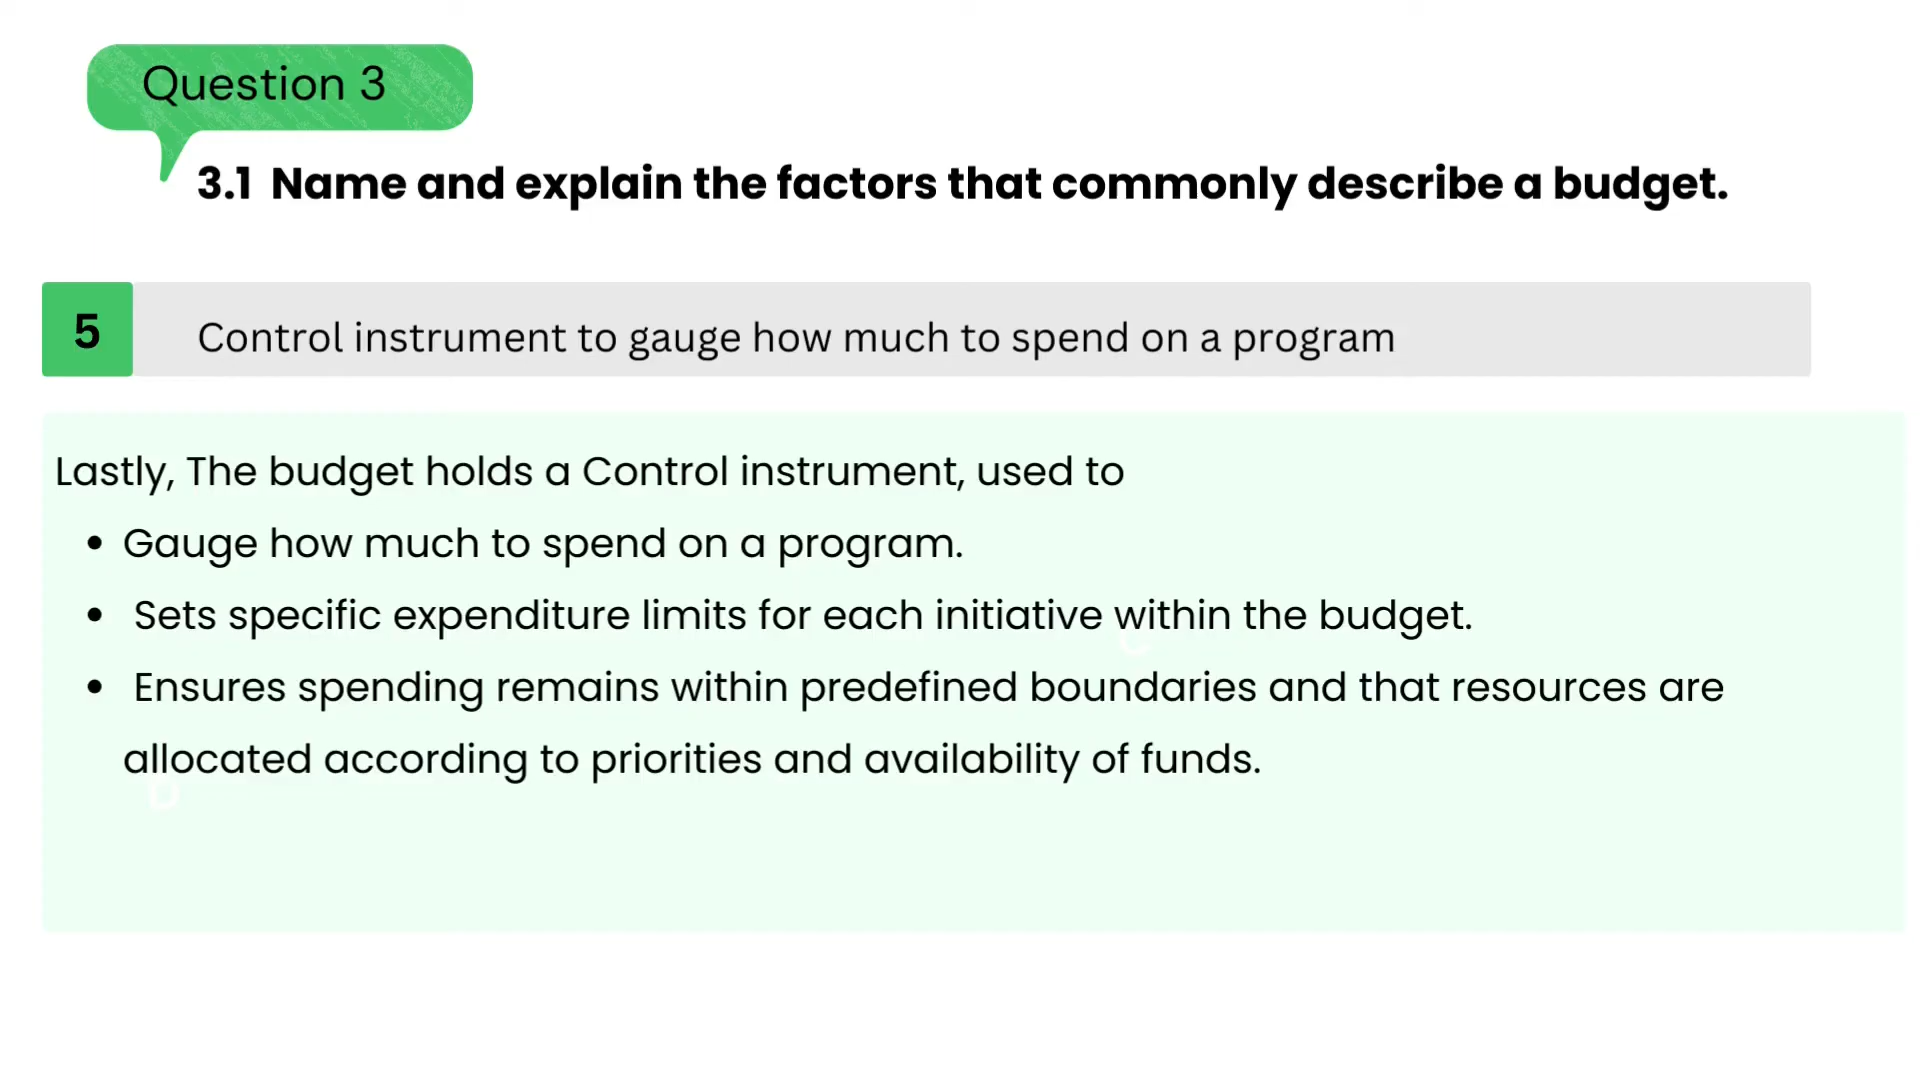 Question 3
3.1 Name and explain the factors that commonly describe a budget.
5
Control instrument to gauge how much to spend on a program
Lastly, The budget holds a Control instrument, used to
• Gauge how much to spend on a program.
• Sets specific expenditure limits for each initiative within the budget.
• Ensures spending remains within predefined boundaries and that resources are
allocated according to priorities and availability of funds.